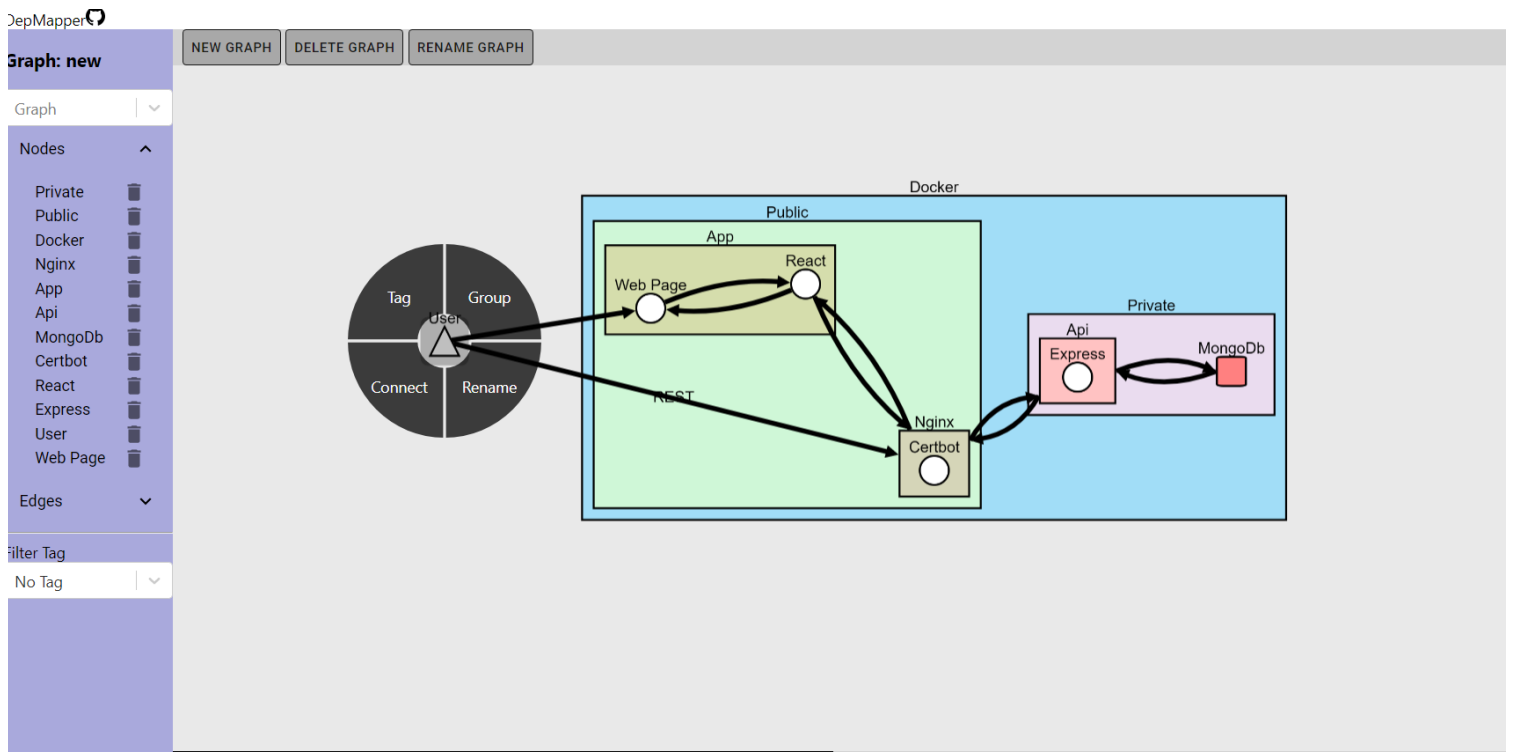 DepMapper
Graph: new
NEW GRAPH
DELETE GRAPH
RENAME GRAPH
Graph
Nodes
Private
Public
Docker
Nginx
App
Api
MongoDb
Certbot
React
Express
User
Web Page
Edges
Filter Tag
No Tag
Tag
Group
User
Connect
Rename
Docker
Public
App
React
Web Page
REST
Nginx
Certbot
Private
Api
Express
MongoDb